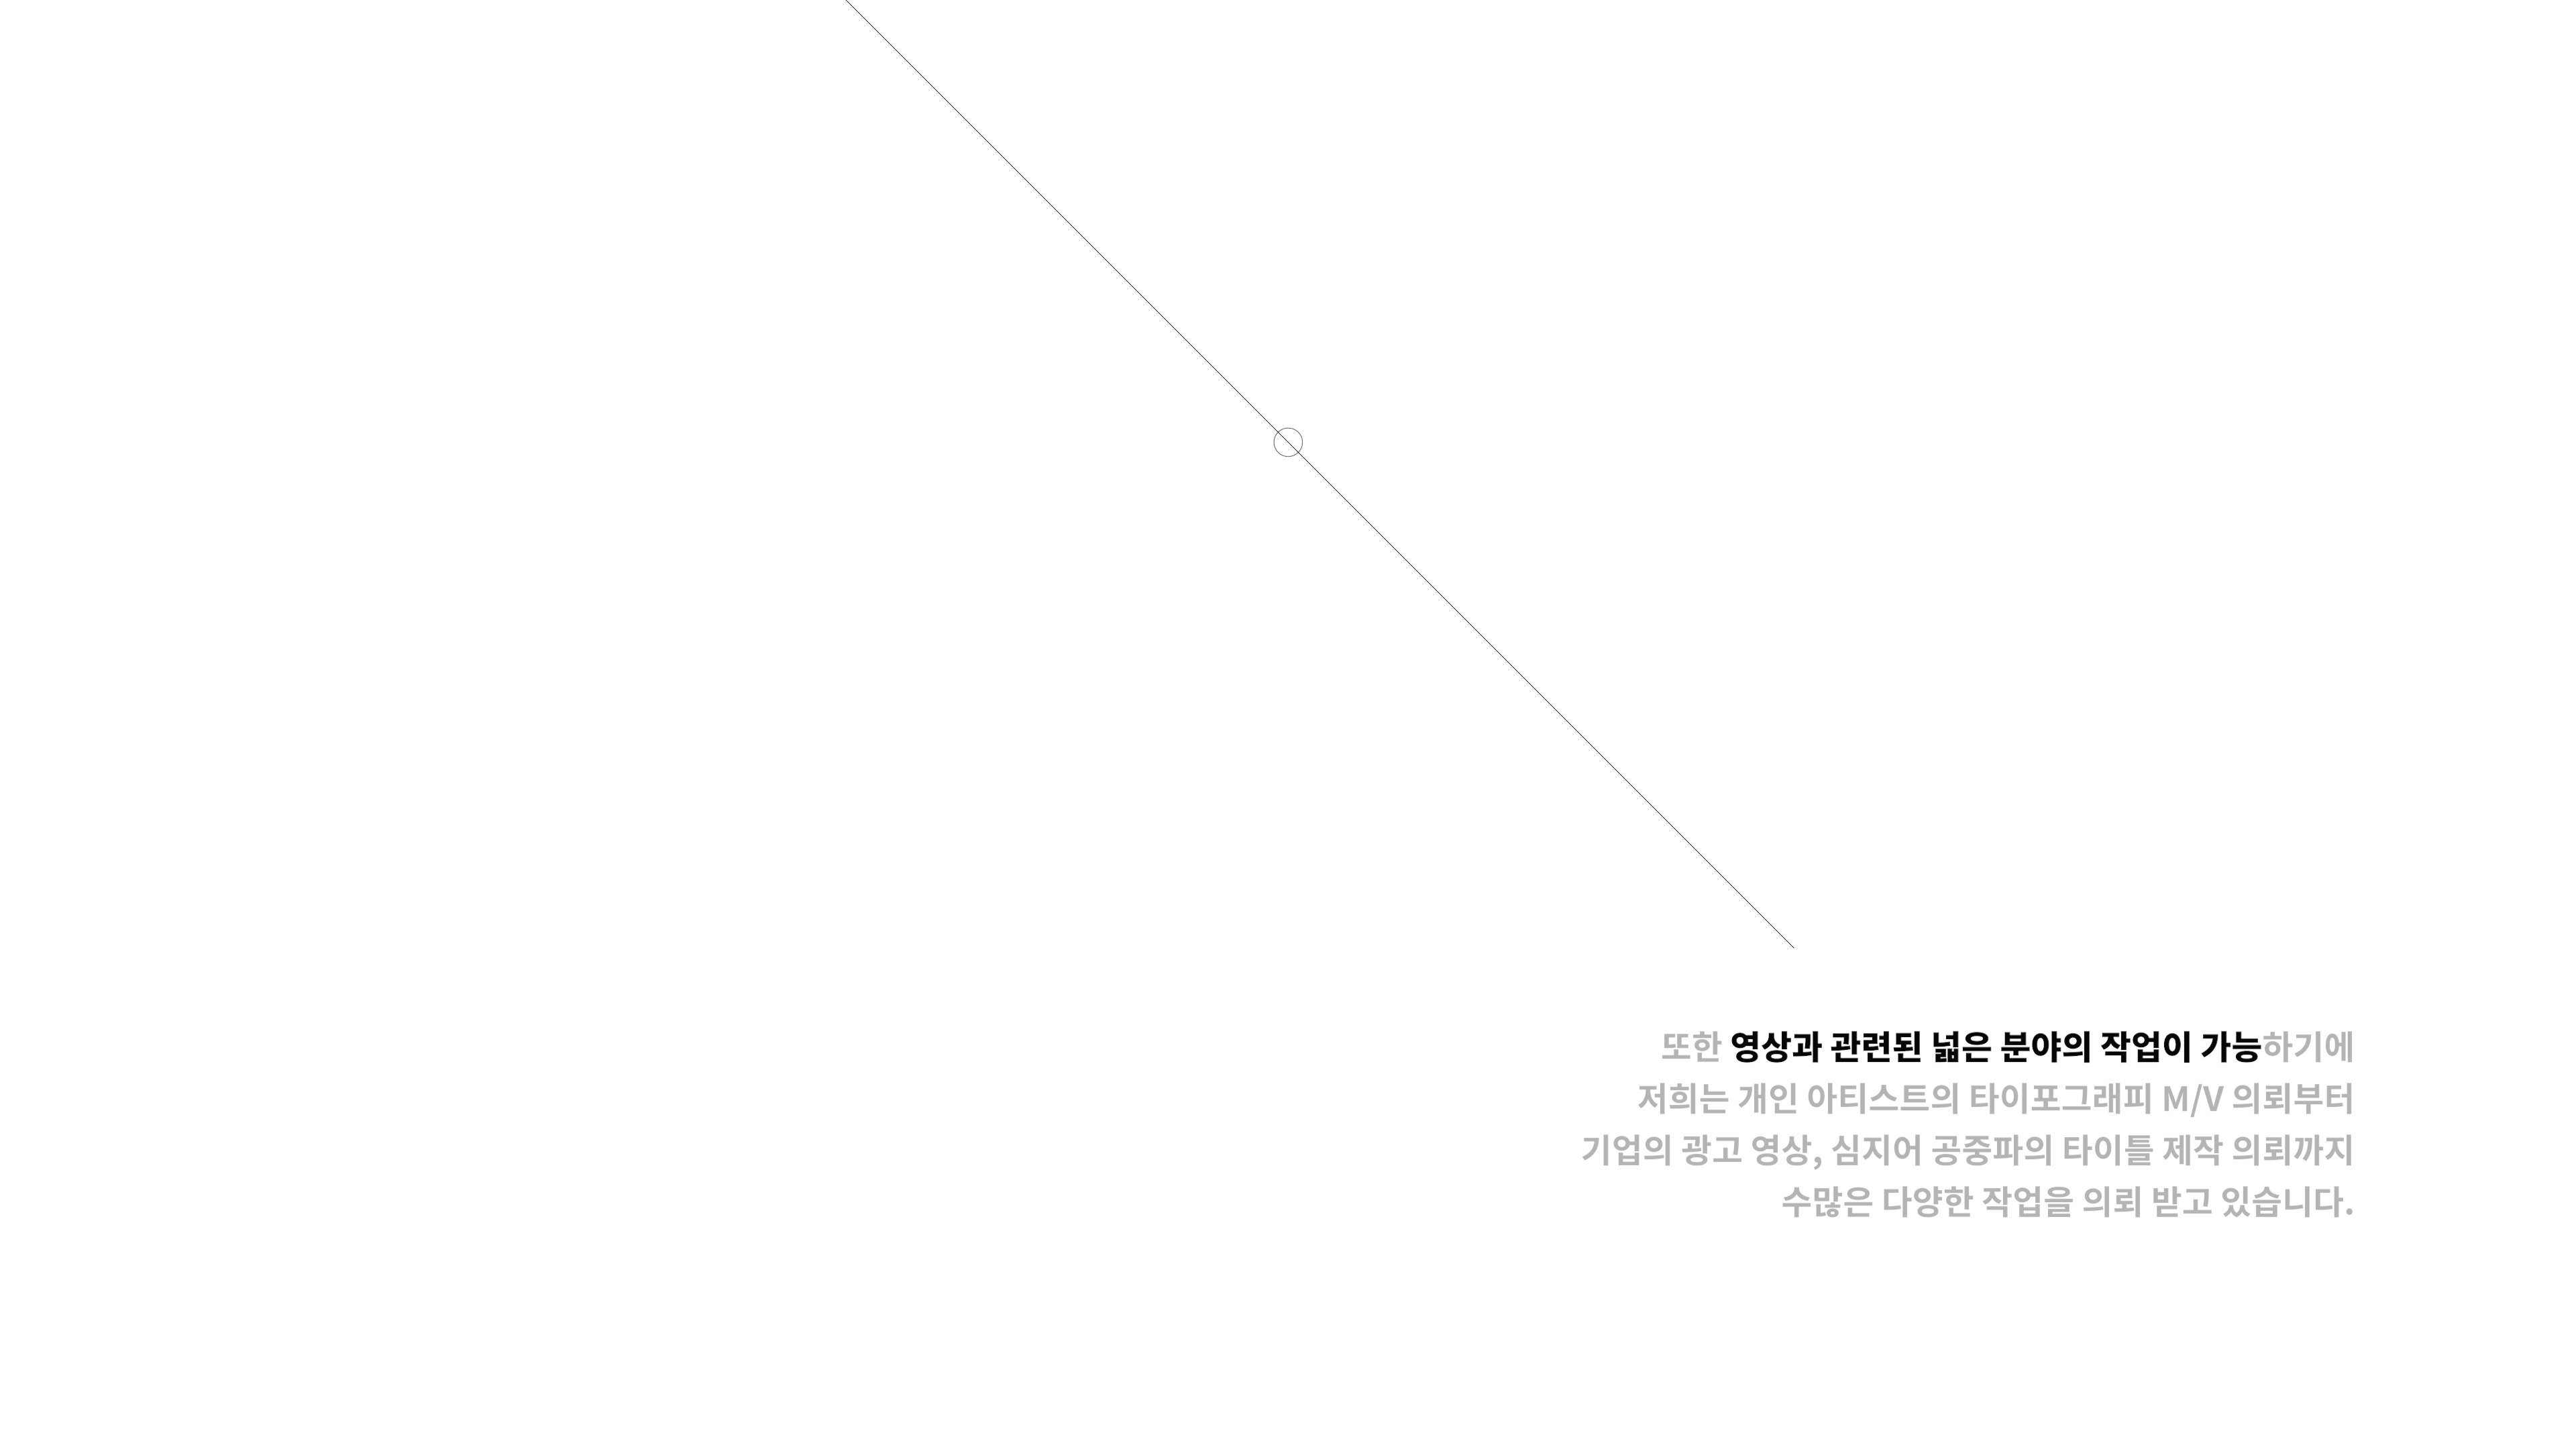 또한 영상과 관련된 넓은 분야의 작업이 가능하기에
저희는 개인 아티스트의 타이포그래피 M/V 의뢰부터
기업의 광고 영상, 심지어 공중파의 타이틀 제작 의뢰까지
수많은 다양한 작업을 의뢰 받고 있습니다.